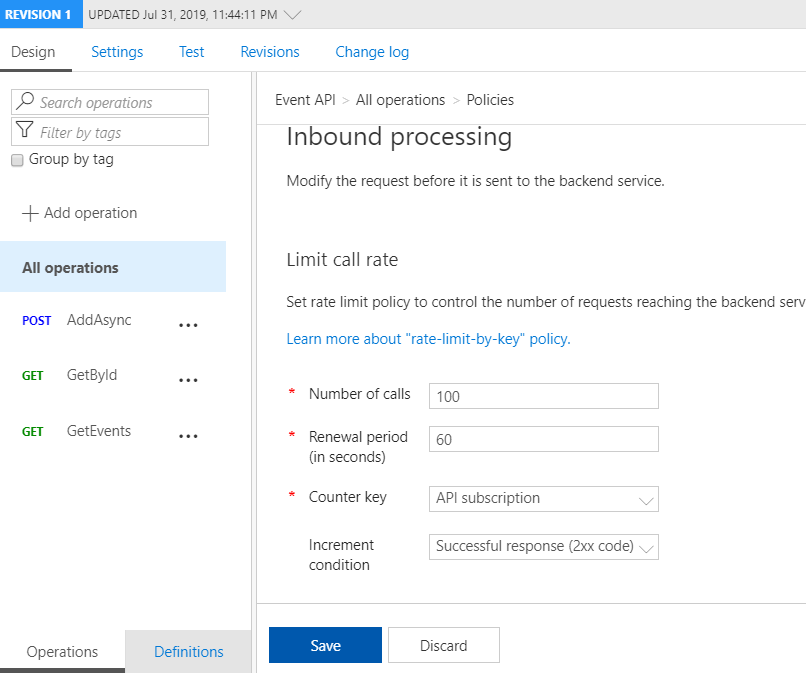 REVISION 1 UPDATED Jul 31, 2019, 11:44:11 PM
Design Settings Test Revisions Change log
Search operations
Filter by tags
Group by tag
Add operation
All operations
POST AddAsync ...
GET GetById ...
GET GetEvents ...
Operations Definitions
Event API > All operations > Policies
Inbound processing
Modify the request before it is sent to the backend service.
Limit call rate
Set rate limit policy to control the number of requests reaching the backend serv
Learn more about "rate-limit-by-key" policy.
* Number of calls 100
* Renewal period 60
(in seconds)
* Counter key API subscription
Increment Successful response (2xx code)
condition
Save Discard